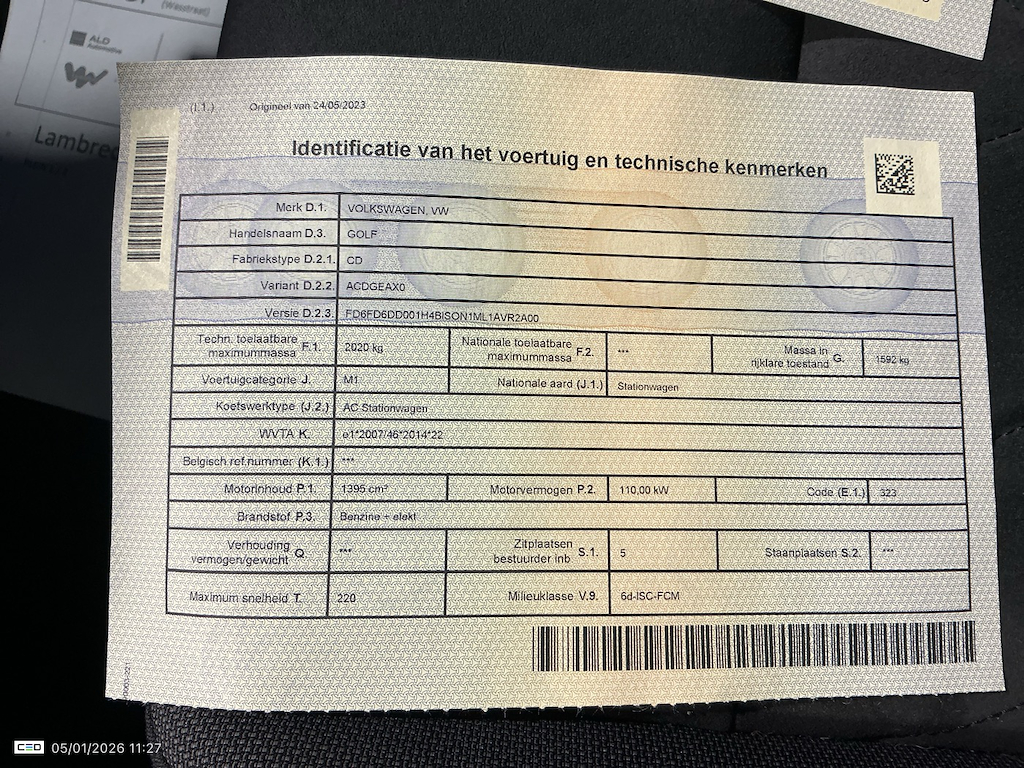 (Wasstraat)
ALD
Automotive
Lambre
(I.1.) Origineel van 24/05/2023
Identificatie van het voertuig en technische kenmerken
Merk D.1. VOLKSWAGEN, VW
Handelsnaam D.3. GOLF
Fabriekstype D.2.1. CD
Variant D.2.2. ACDGEAX0
Versie D.2.3. FD6FD6DD001H4BISON1ML1AVR2A00
Techn. toelaatbare maximummassa F.1. 2020 kg Nationale toelaatbare maximummassa F.2. *** Massa in rijklare toestand G. 1592 kg
Voertuigcategorie J. M1 Nationale aard (J.1.) Stationwagen
Koetswerktype (J.2.) AC Stationwagen
WVTA K. e1*2007/46*2014*22
Belgisch ref.nummer (K.1.) ***
Motorinhoud P.1. 1395 cm³ Motorvermogen P.2. 110,00 kW Code (E.1.) 323
Brandstof P.3. Benzine + elekt
Verhouding vermogen/gewicht Q. *** Zitplaatsen bestuurder inb. S.1. 5 Staanplaatsen S.2. ***
Maximum snelheid T. 220 Milieuklasse V.9. 6d-ISC-FCM
CEO 05/01/2026 11:27